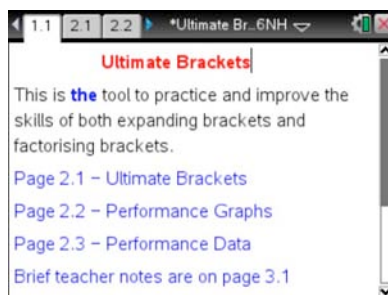 1.1 2.1 2.2 *Ultimate Br…6NH
Ultimate Brackets
This is the tool to practice and improve the
skills of both expanding brackets and
factorising brackets.
Page 2.1 – Ultimate Brackets
Page 2.2 – Performance Graphs
Page 2.3 – Performance Data
Brief teacher notes are on page 3.1